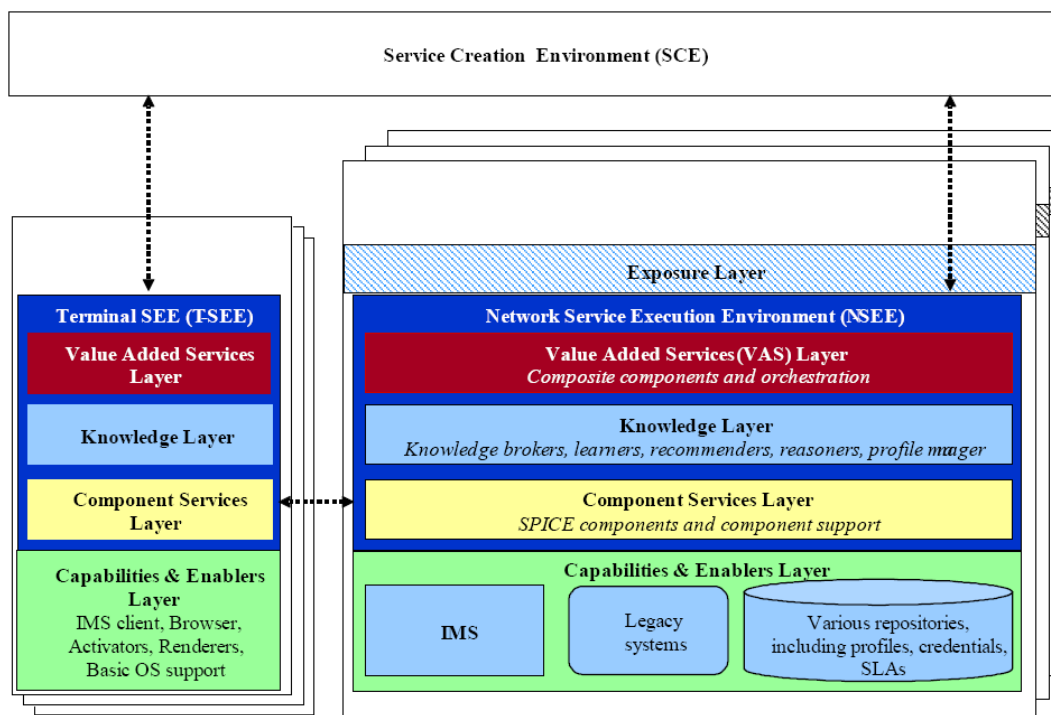 Service Creation Environment (SCE)
Exposure Layer
Terminal SEE (T-SEE)
Value Added Services
Layer
Knowledge Layer
Component Services
Layer
Capabilities & Enablers
Layer
IMS client, Browser,
Activators, Renderers,
Basic OS support
Network Service Execution Environment (NSEE)
Value Added Services (VAS) Layer
Composite components and orchestration
Knowledge Layer
Knowledge brokers, learners, recommenders, reasoners, profile mnager
Component Services Layer
SPICE components and component support
Capabilities & Enablers Layer
IMS
Legacy
systems
Various repositories,
including profiles, credentials,
SLAs